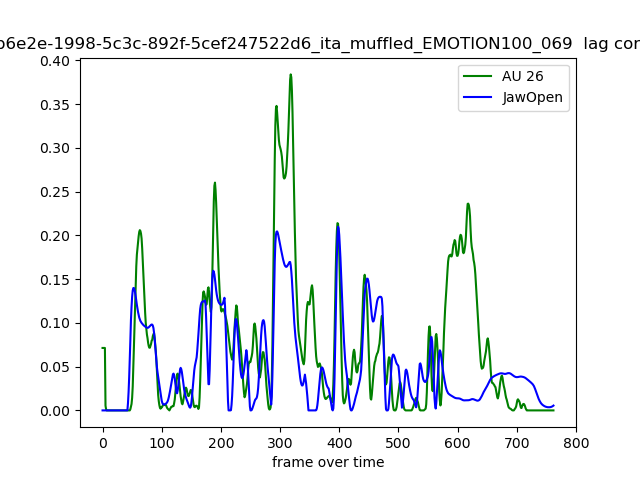 b6e2e-1998-5c3c-892f-5cef247522d6_ita_muffled_EMOTION100_069 lag cor
AU 26
JawOpen
0.40
0.35
0.30
0.25
0.20
0.15
0.10
0.05
0.00
0 100 200 300 400 500 600 700 800
frame over time